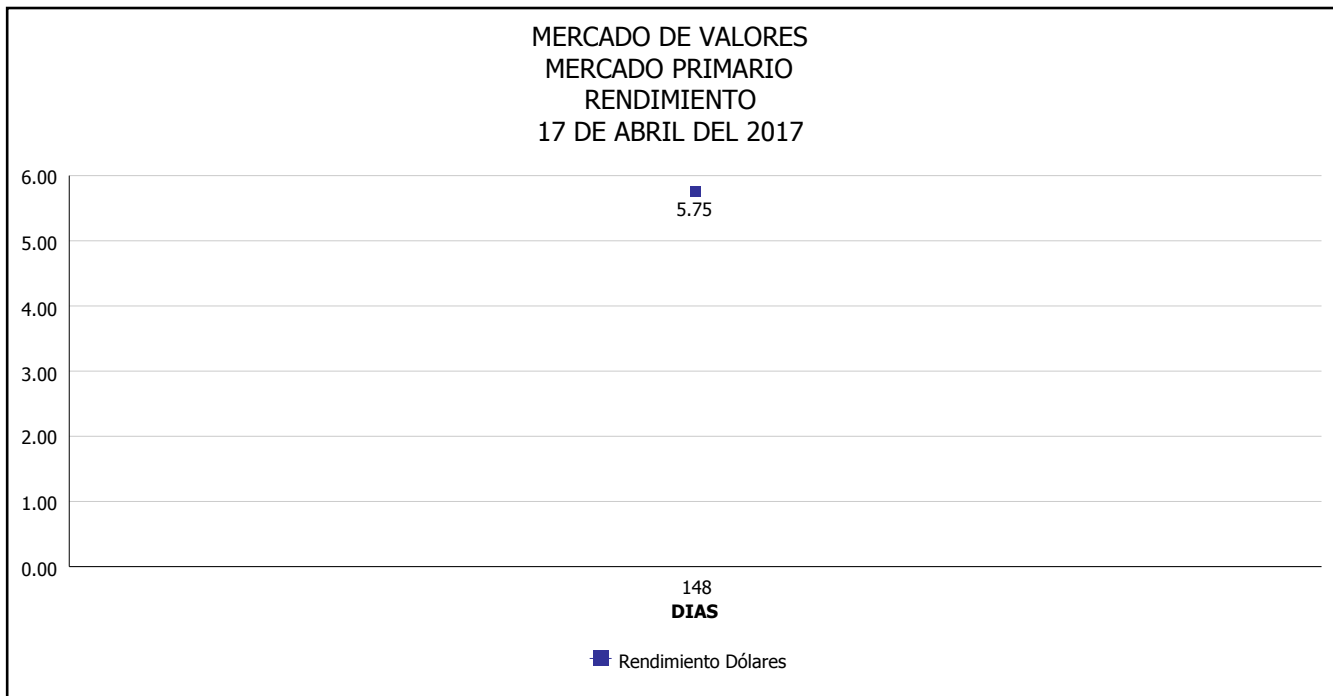 MERCADO DE VALORES
MERCADO PRIMARIO
RENDIMIENTO
17 DE ABRIL DEL 2017
6.00
5.75
5.00
4.00
3.00
2.00
1.00
0.00
148
DIAS
Rendimiento Dólares